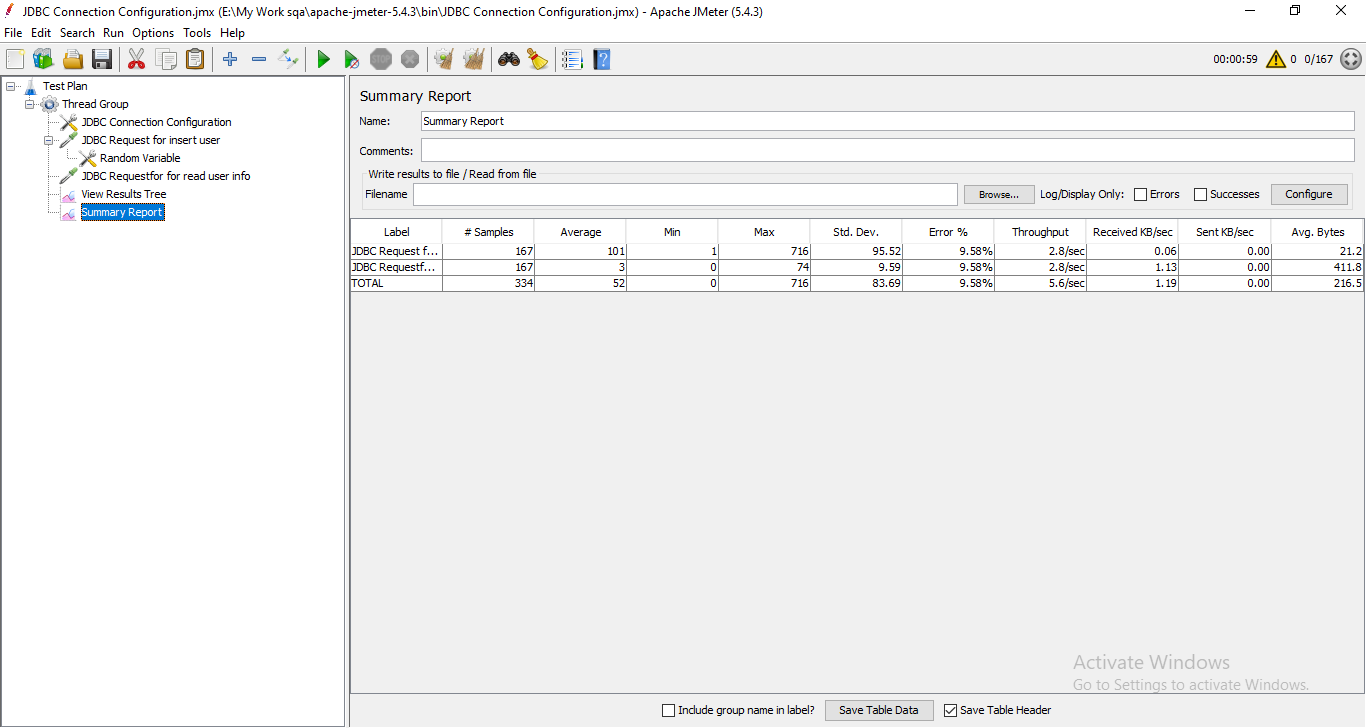 JDBC Connection Configuration.jmx (E:\My Work sqa\apache-jmeter-5.4.3\bin\JDBC Connection Configuration.jmx) - Apache JMeter (5.4.3)
File Edit Search Run Options Tools Help
STOP 00:00:59 0 0/167
Test Plan
Thread Group
JDBC Connection Configuration
JDBC Request for insert user
Random Variable
JDBC Requestfor for read user info
View Results Tree
Summary Report
Summary Report
Name: Summary Report
Comments:
Write results to file / Read from file
Filename Browse... Log/Display Only: Errors Successes Configure
Label # Samples Average Min Max Std. Dev. Error % Throughput Received KB/sec Sent KB/sec Avg. Bytes
JDBC Request f... 167 101 1 716 95.52 9.58% 2.8/sec 0.06 0.00 21.2
JDBC Requestf... 167 3 0 74 9.59 9.58% 2.8/sec 1.13 0.00 411.8
TOTAL 334 52 0 716 83.69 9.58% 5.6/sec 1.19 0.00 216.5
Activate Windows
Go to Settings to activate Windows.
Include group name in label? Save Table Data Save Table Header